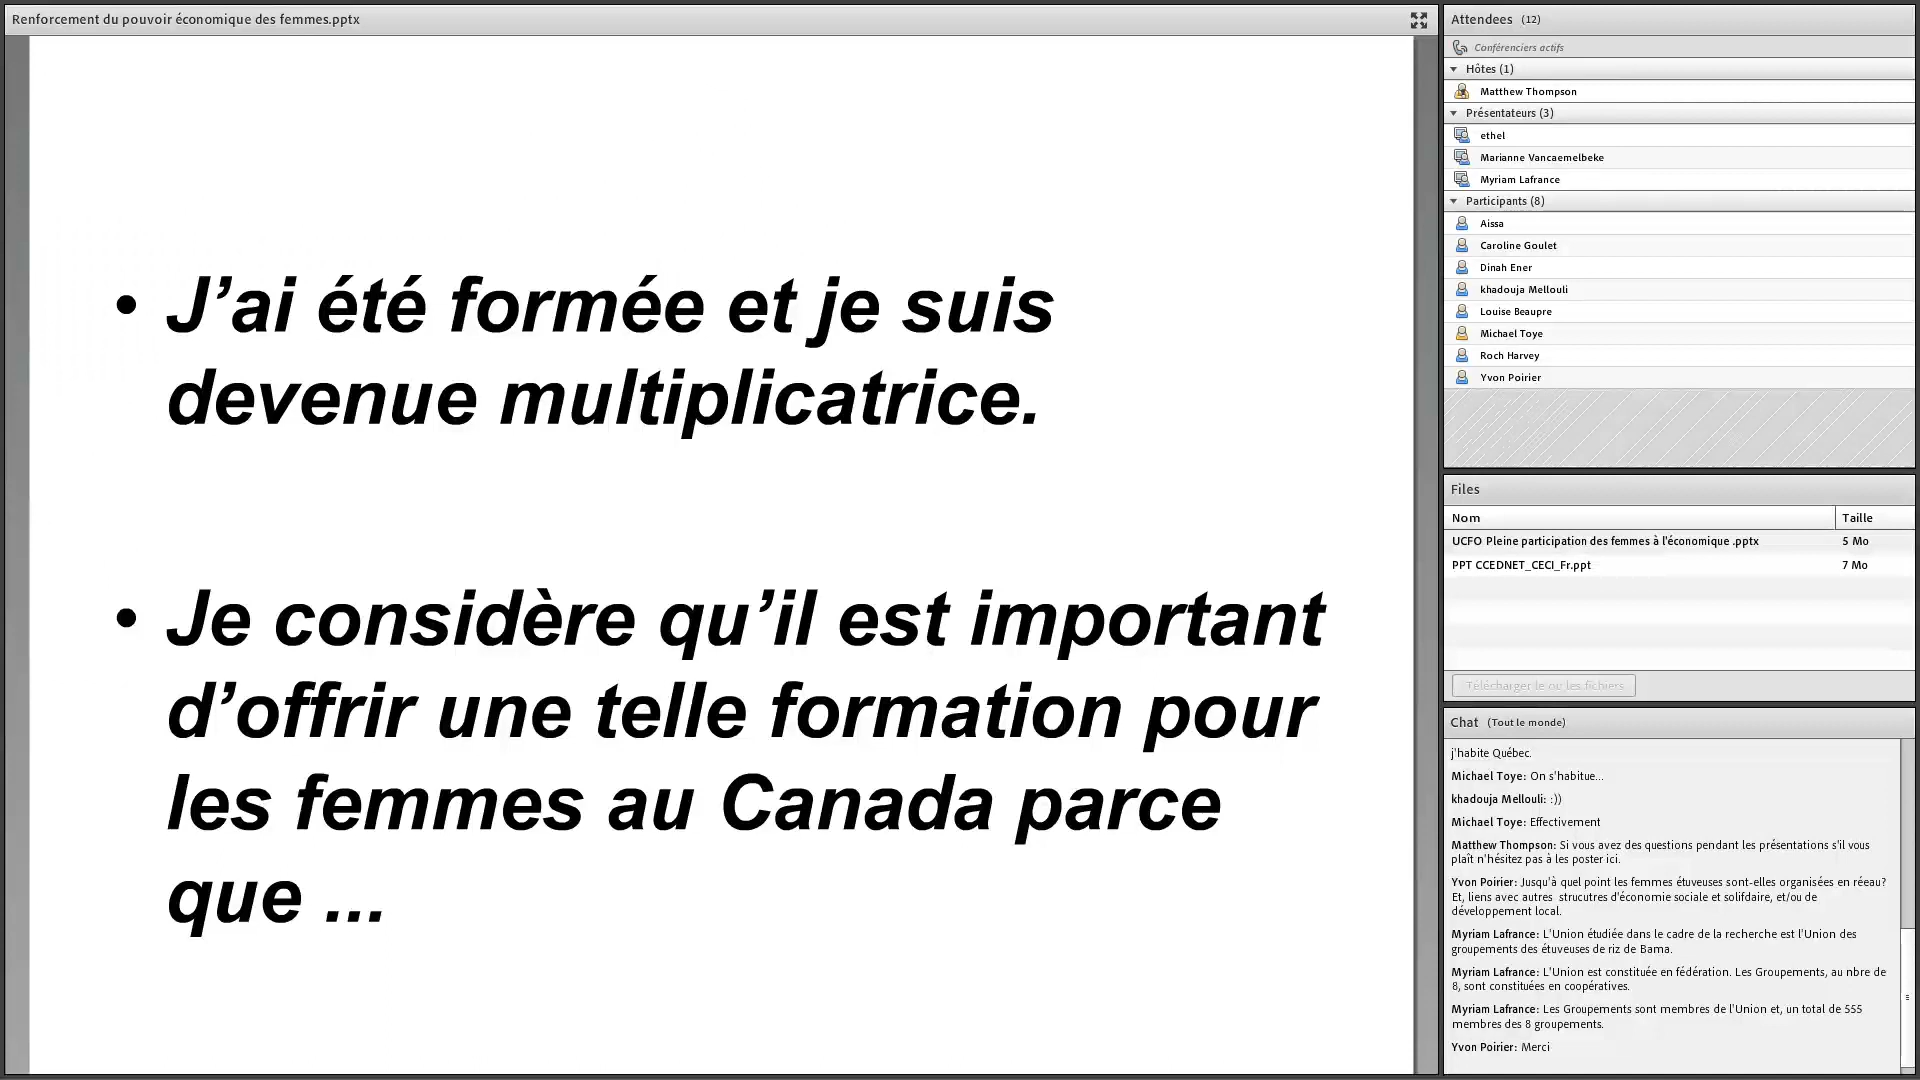 Renforcement du pouvoir économique des femmes.pptx
• J’ai été formée et je suis
devenue multiplicatrice.
• Je considère qu’il est important
d’offrir une telle formation pour
les femmes au Canada parce
que ...
Attendees (12)
Conférenciers actifs
Hôtes (1)
Matthew Thompson
Présentateurs (3)
ethel
Marianne Vancaemelbeke
Myriam Lafrance
Participants (8)
Aissa
Caroline Goulet
Dinah Ener
khadouja Mellouli
Louise Beaupre
Michael Toye
Roch Harvey
Yvon Poirier
Files
Nom Taille
UCFO Pleine participation des femmes à l'économique .pptx 5 Mo
PPT CCEDNET_CECI_Fr.ppt 7 Mo
Télécharger le ou les fichiers
Chat (Tout le monde)
j'habite Québec.
Michael Toye: On s'habitue...
khadouja Mellouli: :))
Michael Toye: Effectivement
Matthew Thompson: Si vous avez des questions pendant les présentations s'il vous
plaît n'hésitez pas à les poster ici.
Yvon Poirier: Jusqu'à quel point les femmes étuveuses sont-elles organisées en réeau?
Et, liens avec autres strucutres d'économie sociale et solifdaire, et/ou de
développement local.
Myriam Lafrance: L'Union étudiée dans le cadre de la recherche est l'Union des
groupements des étuveuses de riz de Bama.
Myriam Lafrance: L'Union est constituée en fédération. Les Groupements, au nbre de
8, sont constituées en coopératives.
Myriam Lafrance: Les Groupements sont membres de l'Union et, un total de 555
membres des 8 groupements.
Yvon Poirier: Merci